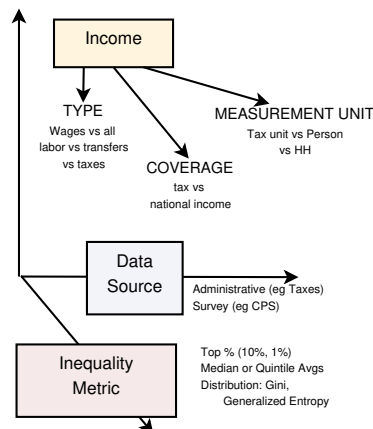 Income
TYPE
Wages vs all
labor vs transfers
vs taxes
COVERAGE
tax vs
national income
MEASUREMENT UNIT
Tax unit vs Person
vs HH
Data
Source
Administrative (eg Taxes)
Survey (eg CPS)
Inequality
Metric
Top % (10%, 1%)
Median or Quintile Avgs
Distribution: Gini,
Generalized Entropy